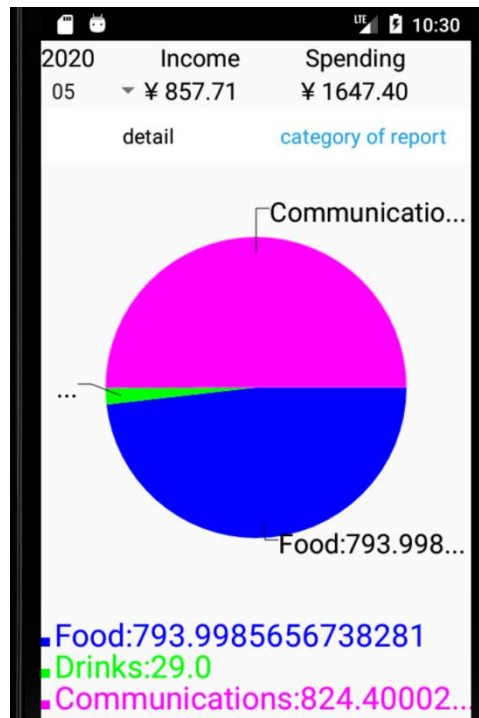 LTE 10:30
2020 Income Spending
05 ¥ 857.71 ¥ 1647.40
detail category of report
Communicatio...
...
Food:793.998...
Food:793.9985656738281
Drinks:29.0
Communications:824.40002...